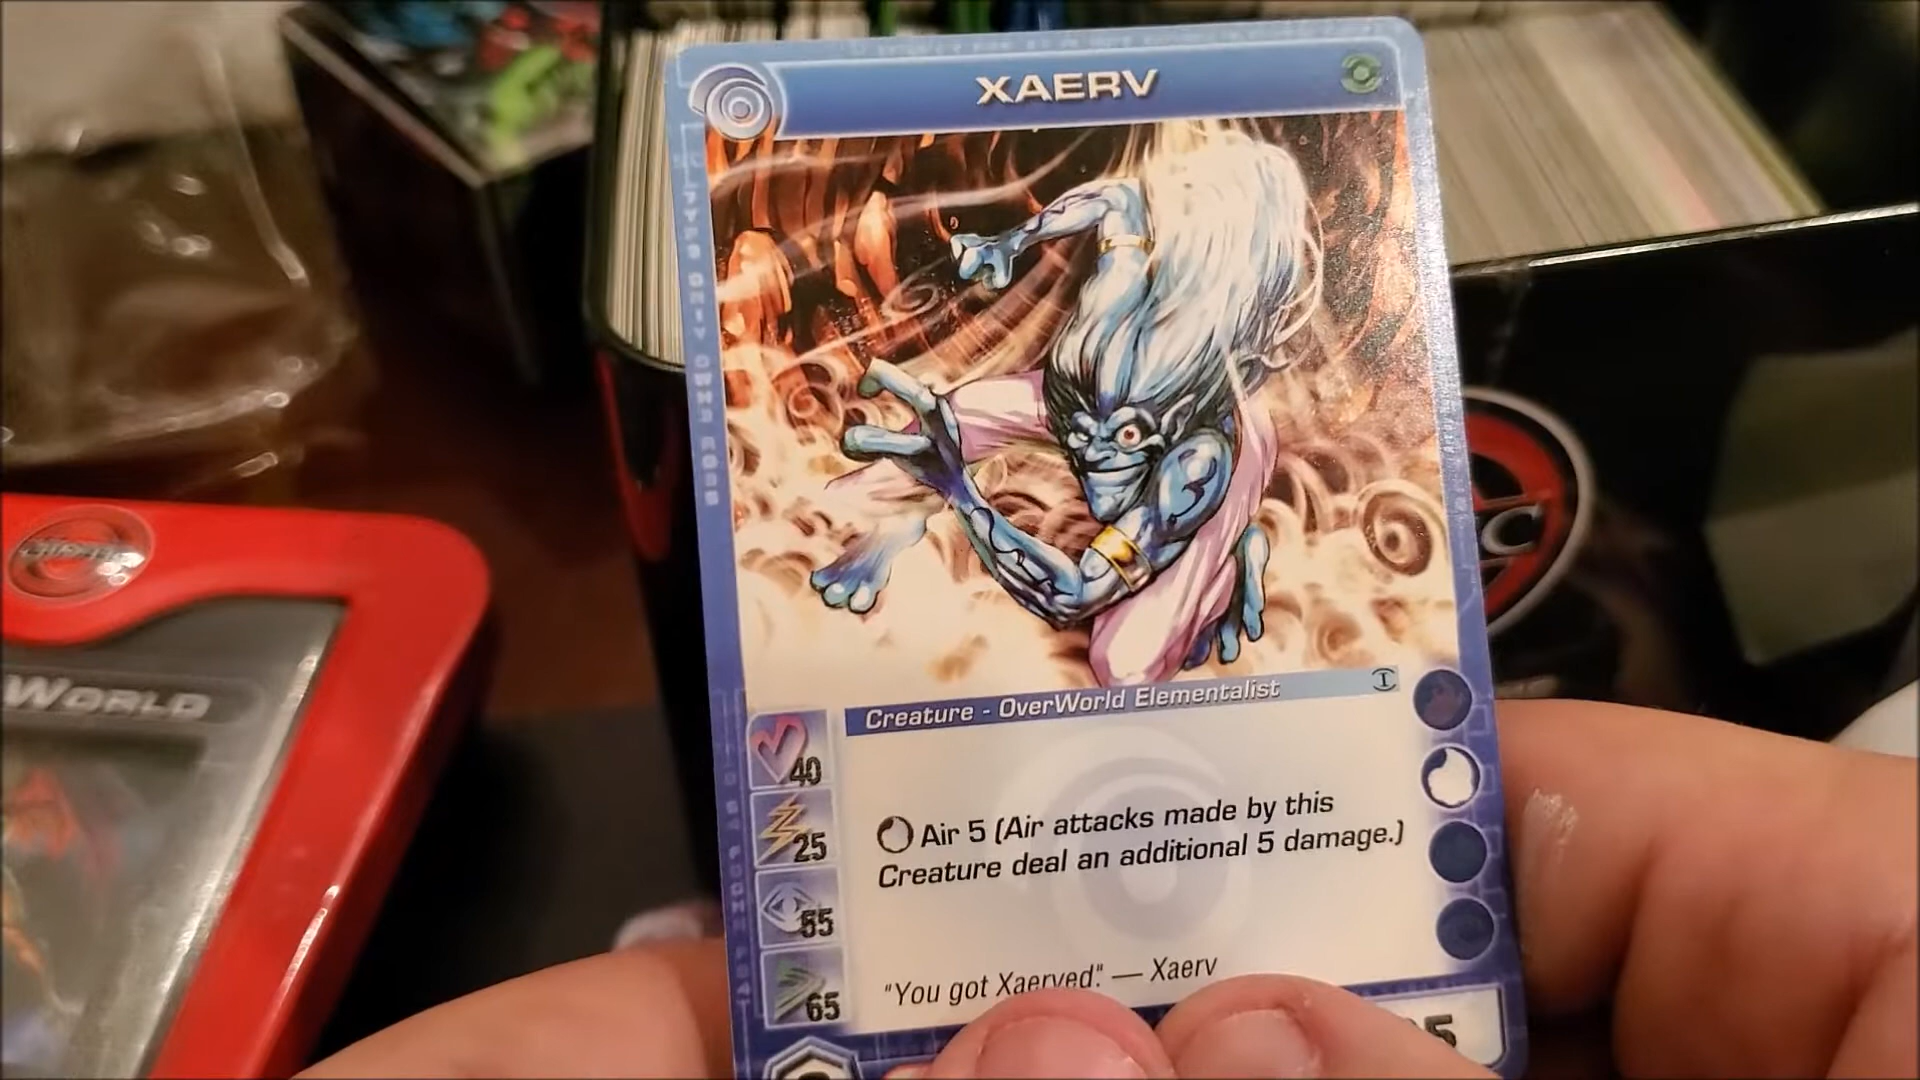 XAERV
Creature - OverWorld Elementalist
40
25
55
65
Air 5 (Air attacks made by this
Creature deal an additional 5 damage.)
"You got Xaerved." — Xaerv
WORLD